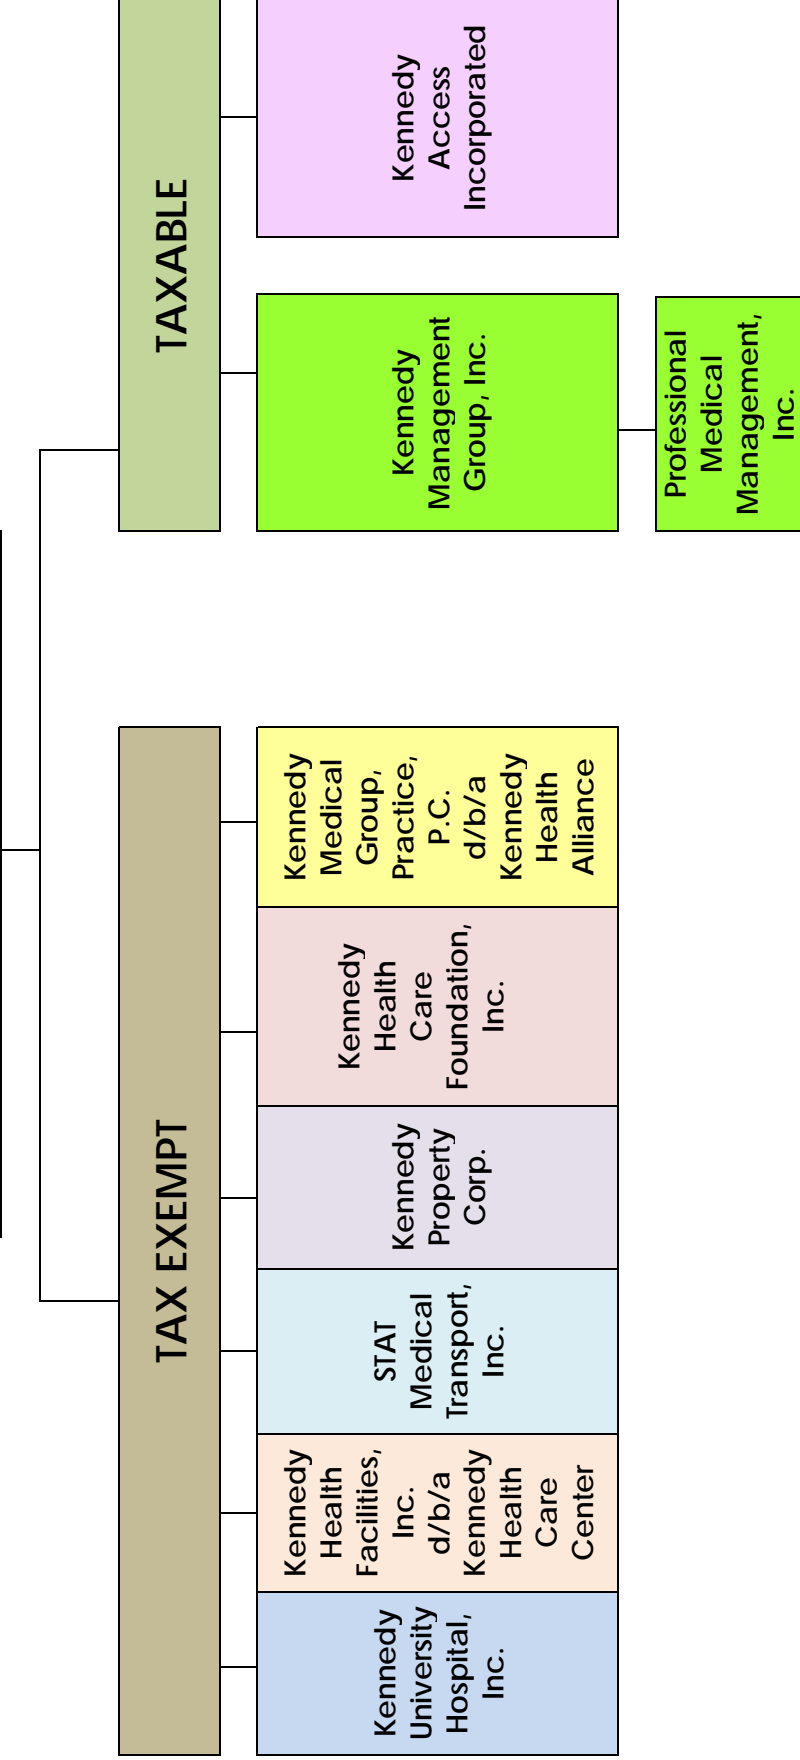 TAX EXEMPT
TAXABLE
Kennedy
University
Hospital,
Inc.
Kennedy
Health
Facilities,
Inc.
d/b/a
Kennedy
Health
Care
Center
STAT
Medical
Transport,
Inc.
Kennedy
Property
Corp.
Kennedy
Health
Care
Foundation,
Inc.
Kennedy
Medical
Group,
Practice,
P.C.
d/b/a
Kennedy
Health
Alliance
Kennedy
Management
Group, Inc.
Kennedy
Access
Incorporated
Professional
Medical
Management,
Inc.